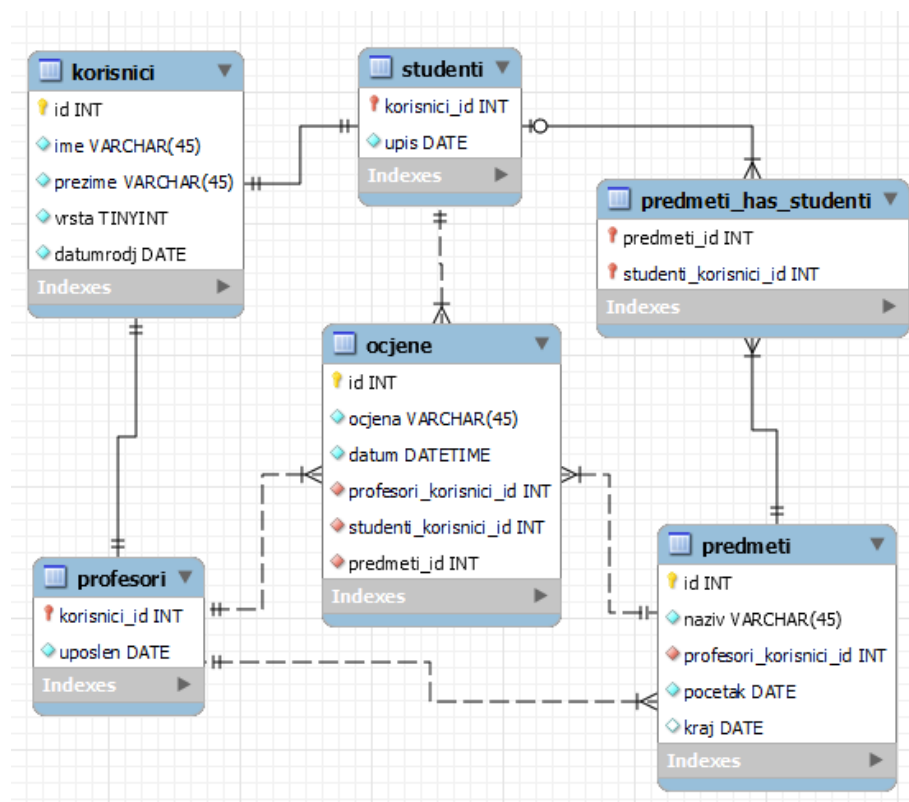 korisnici
id INT
ime VARCHAR(45)
prezime VARCHAR(45)
vrsta TINYINT
datumrodj DATE
Indexes
studenti
korisnici_id INT
upis DATE
Indexes
predmeti_has_studenti
predmeti_id INT
studenti_korisnici_id INT
Indexes
ocjene
id INT
ocjena VARCHAR(45)
datum DATETIME
profesori_korisnici_id INT
studenti_korisnici_id INT
predmeti_id INT
Indexes
profesori
korisnici_id INT
uposlen DATE
Indexes
predmeti
id INT
naziv VARCHAR(45)
profesori_korisnici_id INT
pocetak DATE
kraj DATE
Indexes